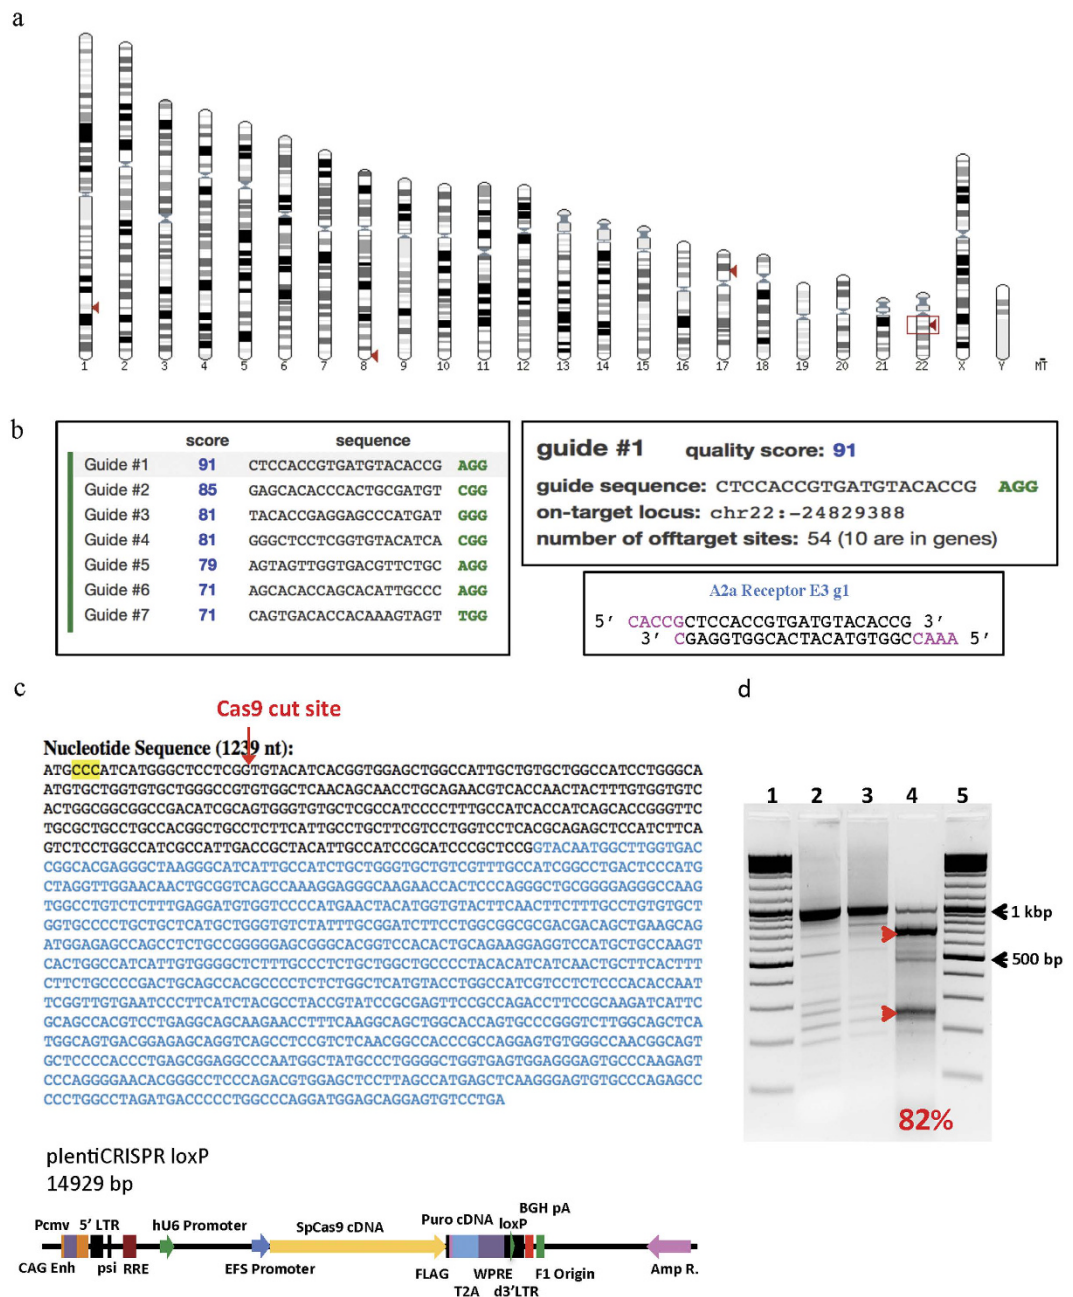 a
1 2 3 4 5 6 7 8 9 10 11 12 13 14 15 16 17 18 19 20 21 22 X Y MT
b
score sequence
Guide #1 91 CTCCACCGTGATGTACACCG AGG
Guide #2 85 GAGCACACCCACTGCGATGT CGG
Guide #3 81 TACACCGAGGAGCCCATGAT GGG
Guide #4 81 GGGCTCCTCGGTGTACATCA CGG
Guide #5 79 AGTAGTTGGTGACGTTCTGC AGG
Guide #6 71 AGCACACCAGCACATTGCCC AGG
Guide #7 71 CAGTGACACCACAAAGTAGT TGG
guide #1 quality score: 91
guide sequence: CTCCACCGTGATGTACACCG AGG
on-target locus: chr22:-24829388
number of offtarget sites: 54 (10 are in genes)
A2a Receptor E3 g1
5' CACCGCTCCACCGTGATGTACACCG 3'
3' CGAGGTGGCACTACATGTGGCCAAA 5'
c
Cas9 cut site
Nucleotide Sequence (1239 nt):
ATGCCCATCATGGGCTCCTCGGTGTACATCACGGTGGAGCTGGCCATTGCTGTGCTGGCCATCCTGGGCA
ATGTGCTGGTGTGCTGGGCCGTGTGGCTCAACAGCAACCTGCAGAACGTCACCAACTACTTTGTGGTGTC
ACTGGCGGCGGCCGACATCGCAGTGGGTGTGCTCGCCATCCCCTTTGCCATCACCATCAGCACCGGGTTC
TGCGCTGCCTGCCACGGCTGCCTCTTCATTGCCTGCTTCGTCCTGGTCCTCACGCAGAGCTCCATCTTCA
GTCTCCTGGCCATCGCCATTGACCGCTACATTGCCATCCGCATCCCGCTCCGGTACAATGGCTTGGTGAC
CGGCACGAGGGCTAAGGGCATCATTGCCATCTGCTGGGTGCTGTCGTTTGCCATCGGCCTGACTCCCATG
CTAGGTTGGAACAACTGCGGTCAGCCAAAGGAGGGCAAGAACCACTCCCAGGGCTGCGGGGAGGGCCAAG
TGGCCTGTCTCTTTGAGGATGTGGTCCCCATGAACTACATGGTGTACTTCAACTTCTTTGCCTGTGTGCT
GGTGCCCCTGCTGCTCATGCTGGGTGTCTATTTGCGGATCTTCCTGGCGGCGCGACGACAGCTGAAGCAG
ATGGAGAGCCAGCCTCTGCCGGGGGAGCGGGCACGGTCCACACTGCAGAAGGAGGTCCATGCTGCCAAGT
CACTGGCCATCATTGTGGGGCTCTTTGCCCTCTGCTGGCTGCCCCTACACATCATCAACTGCTTCACTTT
CTTCTGCCCCGACTGCAGCCACGCCCCTCTCTGGCTCATGTACCTGGCCATCGTCCTCTCCCACACCAAT
TCGGTTGTGAATCCCTTCATCTACGCCTACCGTATCCGCGAGTTCCGCCAGACCTTCCGCAAGATCATTC
GCAGCCACGTCCTGAGGCAGCAAGAACCTTTCAAGGCAGCTGGCACCAGTGCCCGGGTCTTGGCAGCTCA
TGGCAGTGACGGAGAGCAGGTCAGCCTCCGTCTCAACGGCCACCCGCCAGGAGTGTGGGCCAACGGCAGT
GCTCCCCACCCTGAGCGGAGGCCCAATGGCTATGCCCTGGGGCTGGTGAGTGGAGGGAGTGCCCAAGAGT
CCCAGGGGAACACGGGCCTCCCAGACGTGGAGCTCCTTAGCCATGAGCTCAAGGGAGTGTGCCCAGAGCC
CCCTGGCCTAGATGACCCCCTGGCCCAGGATGGAGCAGGAGTGTCCTGA
d
1 2 3 4 5
1 kbp
500 bp
82%
plentiCRISPR loxP
14929 bp
Pcmv 5' LTR hU6 Promoter SpCas9 cDNA Puro cDNA loxP BGH pA
CAG Enh psi RRE EFS Promoter FLAG T2A WPRE d3'LTR F1 Origin Amp R.